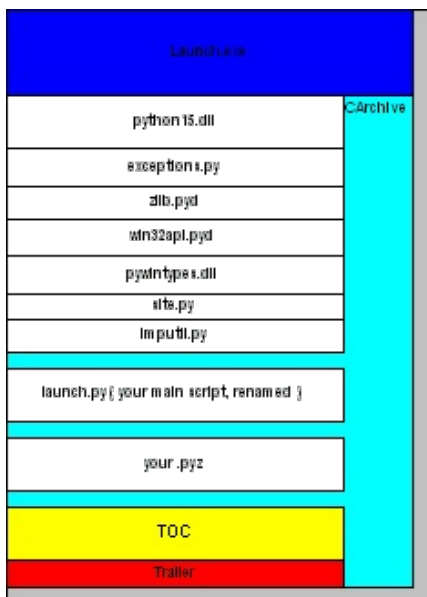 Launch.exe
CArchive
python15.dll
exceptions.py
zlib.pyd
win32api.pyd
pywintypes.dll
site.py
imputil.py
launch.py { your main script, renamed }
your .pyz
TOC
Trailer